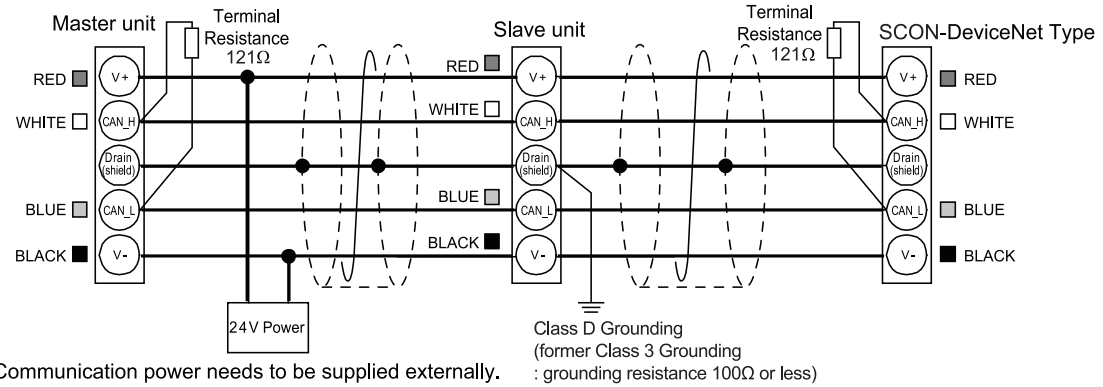 Master unit
Terminal
Resistance
121Ω
Slave unit
Terminal
Resistance
121Ω
SCON-DeviceNet Type
RED
V+
RED
V+
V+
RED
WHITE
CAN_H
WHITE
CAN_H
CAN_H
WHITE
Drain
(shield)
Drain
(shield)
Drain
(shield)
BLUE
CAN_L
BLUE
CAN_L
CAN_L
BLUE
BLACK
V-
BLACK
V-
V-
BLACK
24V Power
Class D Grounding
(former Class 3 Grounding
: grounding resistance 100Ω or less)
Communication power needs to be supplied externally.